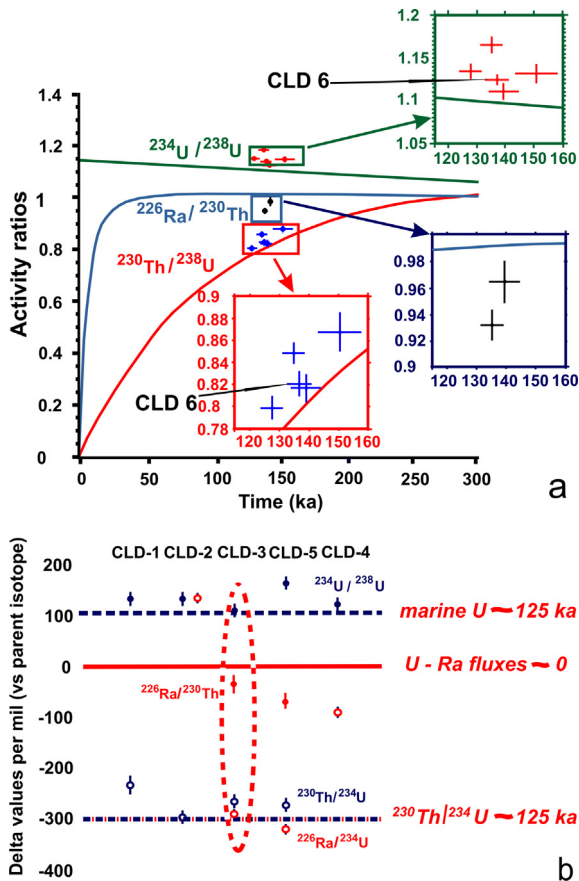 1.2
1.15
1.1
1.05
120 130 140 150 160
CLD 6
1.4
1.2
1
0.8
0.6
0.4
0.2
0
Activity ratios
²³⁴U/²³⁸U
²²⁶Ra/²³⁰Th
²³⁰Th/²³⁸U
0.9
0.88
0.86
0.84
0.82
0.8
0.78
120 130 140 150 160
CLD 6
0.98
0.96
0.94
0.92
0.9
120 130 140 150 160
0 50 100 150 200 250 300
Time (ka)
a
200
100
0
-100
-200
-300
-400
Delta values per mil (vs parent isotope)
CLD-1 CLD-2 CLD-3 CLD-5 CLD-4
²³⁴U/²³⁸U
marine U ~125 ka
U - Ra fluxes ~ 0
²²⁶Ra/²³⁰Th
²³⁰Th/²³⁴U
²³⁰Th|²³⁴U ~125 ka
²²⁶Ra/²³⁴U
b